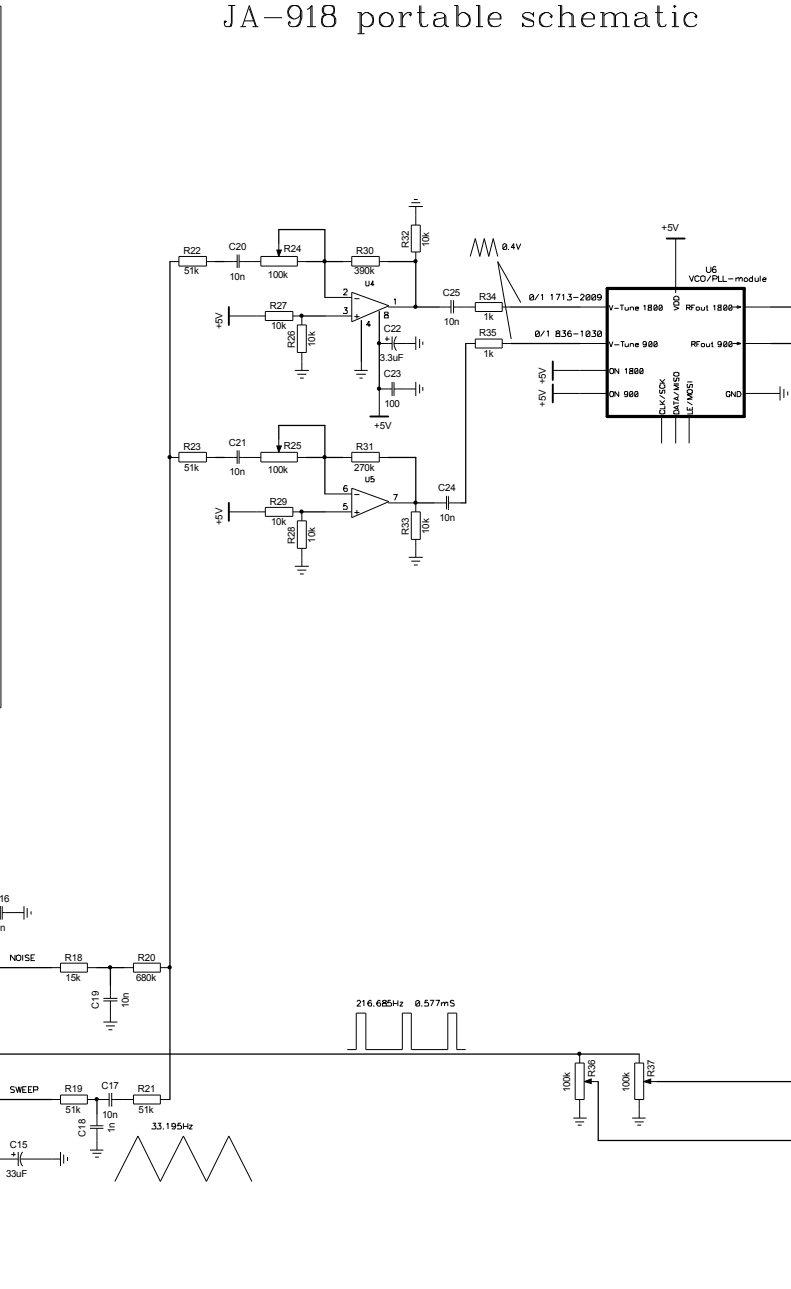 JA-918 portable schematic
R32
10k
0.4V
+5V
U6
VCO/PLL-module
R22
51k
C20
10n
R24
100k
R30
390k
U4
2
3
1
8
4
R27
10k
+5V
R26
10k
C22
3.3uF
C23
100
+5V
C25
10n
R34
1k
R35
1k
0/1 1713-2009
0/1 836-1030
V-Tune 1800
VDD
RFout 1800
V-Tune 900
RFout 900
+5V
ON 1800
+5V
ON 900
CLK/SCK
DATA/MISO
LE/MOSI
GND
R23
51k
C21
10n
R25
100k
R31
270k
U5
6
5
7
R29
10k
+5V
R28
10k
C24
10n
R33
10k
16
n
NOISE
R18
15k
R20
680k
C19
10n
216.685Hz 0.577mS
R36
100k
R37
100k
SWEEP
R19
51k
C17
10n
R21
51k
C18
1n
33.195Hz
C15
33uF